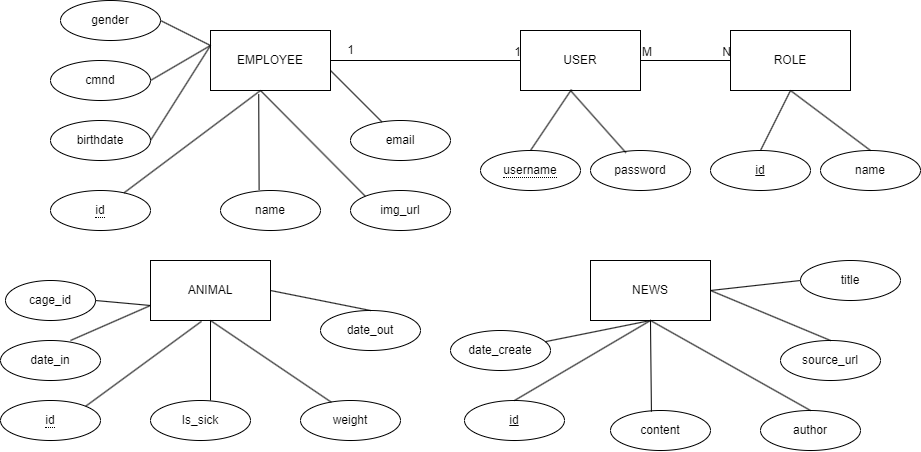 gender
EMPLOYEE
1
1
USER
M
N
ROLE
cmnd
birthdate
email
username
password
id
name
id
name
img_url
ANIMAL
NEWS
title
cage_id
date_out
date_create
date_in
source_url
id
Is_sick
weight
id
content
author